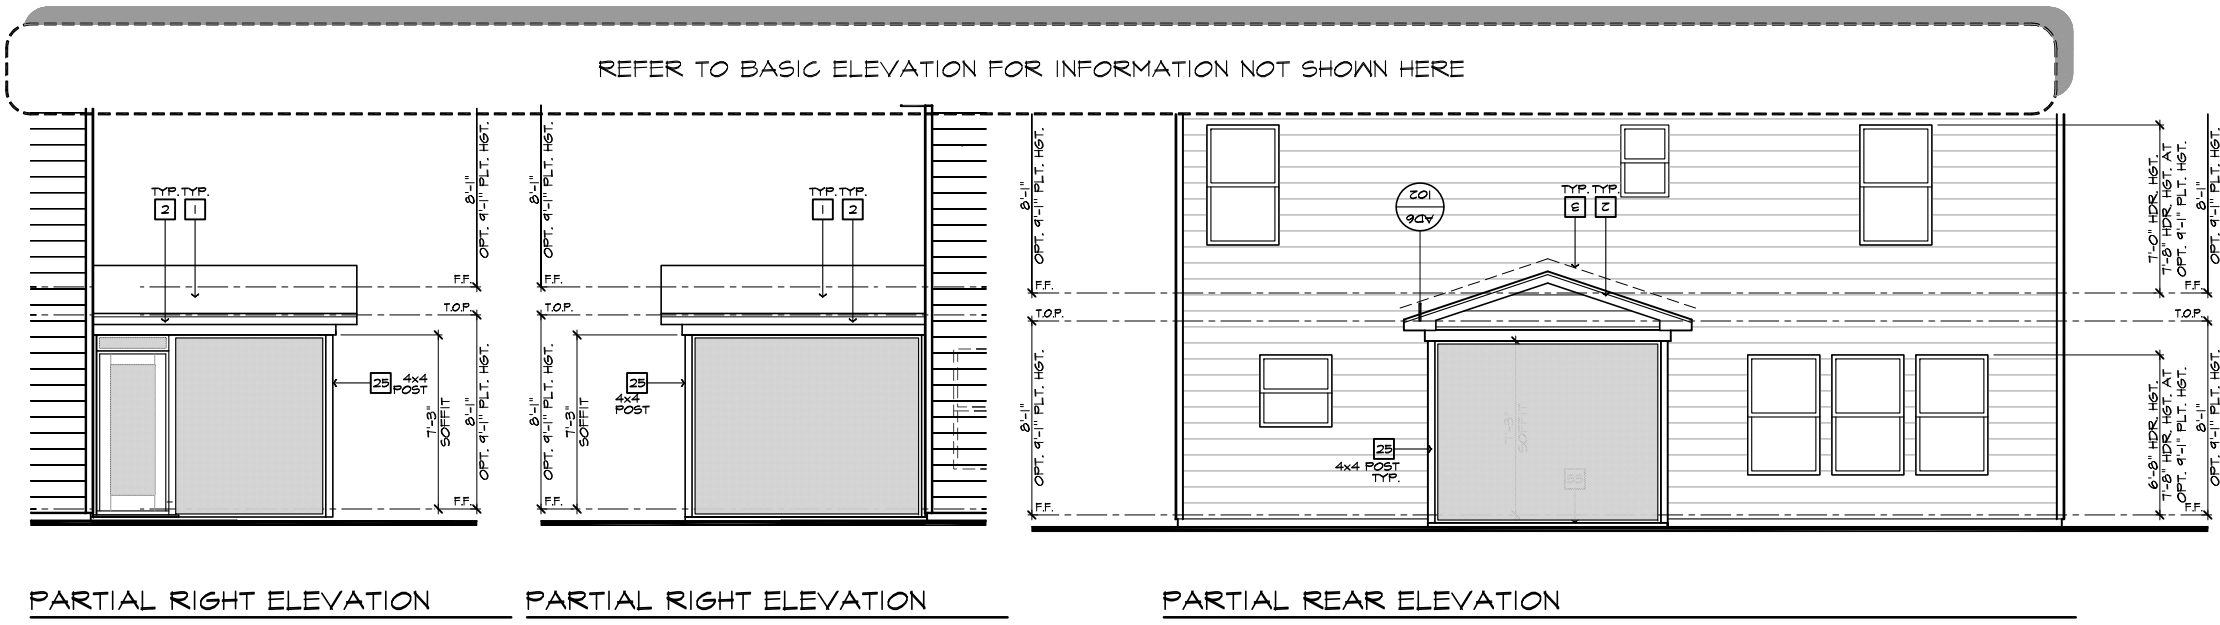 REFER TO BASIC ELEVATION FOR INFORMATION NOT SHOWN HERE
TYP. TYP.
2 1
8'-1"
OPT. 9'-1" PLT. HGT.
F.F.
T.O.P.
25 4x4
POST
7'-3"
SOFFIT
8'-1"
OPT. 9'-1" PLT. HGT.
F.F.
PARTIAL RIGHT ELEVATION
8'-1"
OPT. 9'-1" PLT. HGT.
TYP. TYP.
1 2
F.F.
T.O.P.
8'-1"
OPT. 9'-1" PLT. HGT.
7'-3"
SOFFIT
25
4x4
POST
F.F.
PARTIAL RIGHT ELEVATION
8'-1"
OPT. 9'-1" PLT. HGT.
102
AD6
TYP. TYP.
3 2
F.F.
T.O.P.
8'-1"
OPT. 9'-1" PLT. HGT.
7'-3"
SOFFIT
25
4x4 POST
TYP.
33
F.F.
7'-0" HDR. HGT.
7'-8" HDR. HGT. AT
OPT. 9'-1" PLT. HGT.
8'-1"
OPT. 9'-1" PLT. HGT.
F.F.
T.O.P.
6'-8" HDR. HGT.
7'-8" HDR. HGT. AT
OPT. 9'-1" PLT. HGT.
8'-1"
OPT. 9'-1" PLT. HGT.
F.F.
PARTIAL REAR ELEVATION